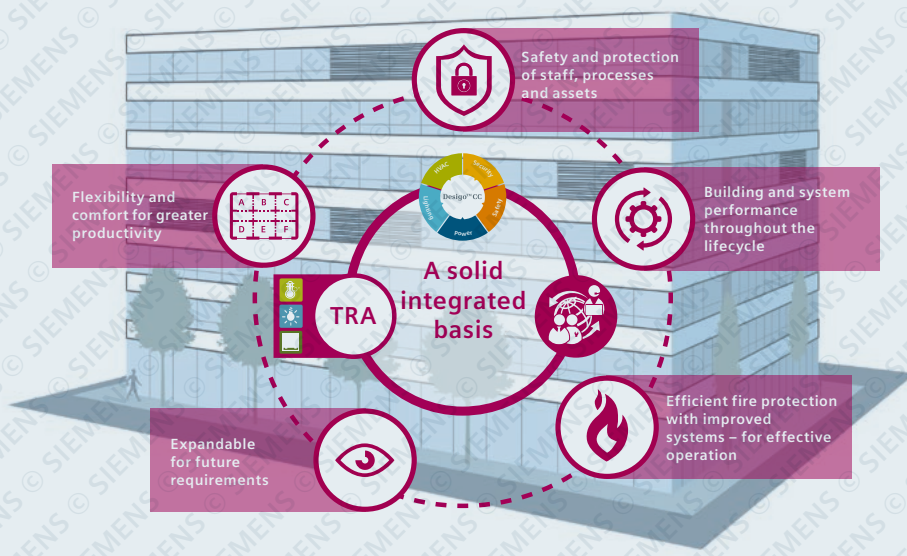 Safety and protection
of staff, processes
and assets
Flexibility and
comfort for greater
productivity
A B C
D E F
HVAC
Security
Lighting
Desigo™ CC
Safety
Power
Building and system
performance
throughout the
lifecycle
A solid
integrated
basis
TRA
Efficient fire protection
with improved
systems – for effective
operation
Expandable
for future
requirements
SIEMENS ©